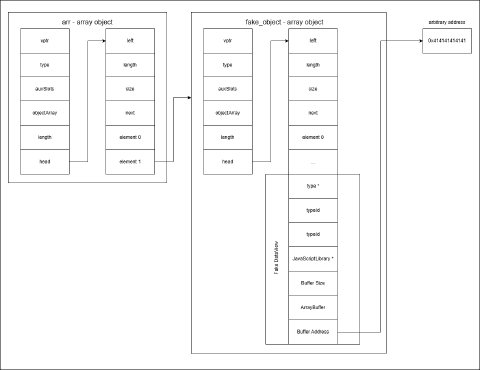 arr - array object
vptr
type
auxSlots
objectArray
length
head
left
length
size
next
element 0
element 1
fake_object - array object
vptr
type
auxSlots
objectArray
length
head
left
length
size
next
element 0
...
Fake DataView
type *
typeId
typeId
JavaScriptLibrary *
Buffer Size
ArrayBuffer
Buffer Address
arbitrary address
0x414141414141